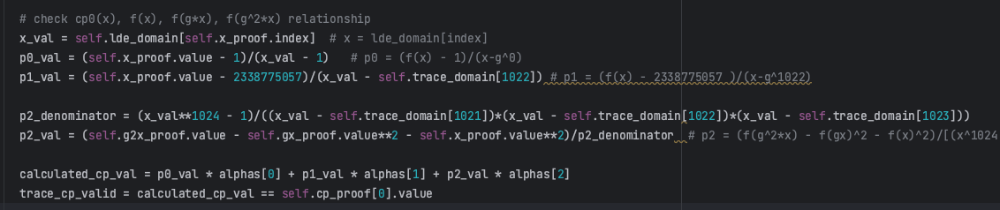 # check cp0(x), f(x), f(g*x), f(g^2*x) relationship
x_val = self.lde_domain[self.x_proof.index]  # x = lde_domain[index]
p0_val = (self.x_proof.value - 1)/(x_val - 1)   # p0 = (f(x) - 1)/(x-g^0)
p1_val = (self.x_proof.value - 2338775057)/(x_val - self.trace_domain[1022]) # p1 = (f(x) - 2338775057 )/(x-g^1022)
p2_denominator = (x_val**1024 - 1)/((x_val - self.trace_domain[1021])*(x_val - self.trace_domain[1022])*(x_val - self.trace_domain[1023]))
p2_val = (self.g2x_proof.value - self.gx_proof.value**2 - self.x_proof.value**2)/p2_denominator  # p2 = (f(g^2*x) - f(gx)^2 - f(x)^2)/[(x^1024
calculated_cp_val = p0_val * alphas[0] + p1_val * alphas[1] + p2_val * alphas[2]
trace_cp_valid = calculated_cp_val == self.cp_proof[0].value